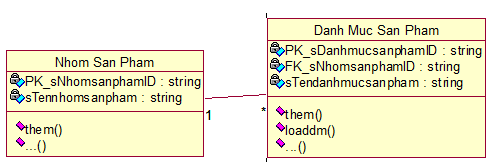 Nhom San Pham
PK_sNhomsanphamID : string
sTennhomsanpham : string
them()
...()
1
*
Danh Muc San Pham
PK_sDanhmucsanphamID : string
FK_sNhomsanphamID : string
sTendanhmucsanpham : string
them()
loaddm()
...()